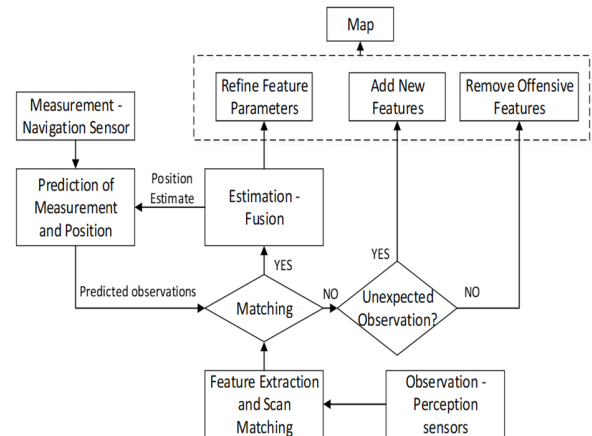 Map
Refine Feature
Parameters
Add New
Features
Remove Offensive
Features
Measurement -
Navigation Sensor
Prediction of
Measurement
and Position
Position
Estimate
Estimation -
Fusion
YES
YES
Predicted observations
Matching
NO
Unexpected
Observation?
NO
Feature Extraction
and Scan
Matching
Observation -
Perception
sensors